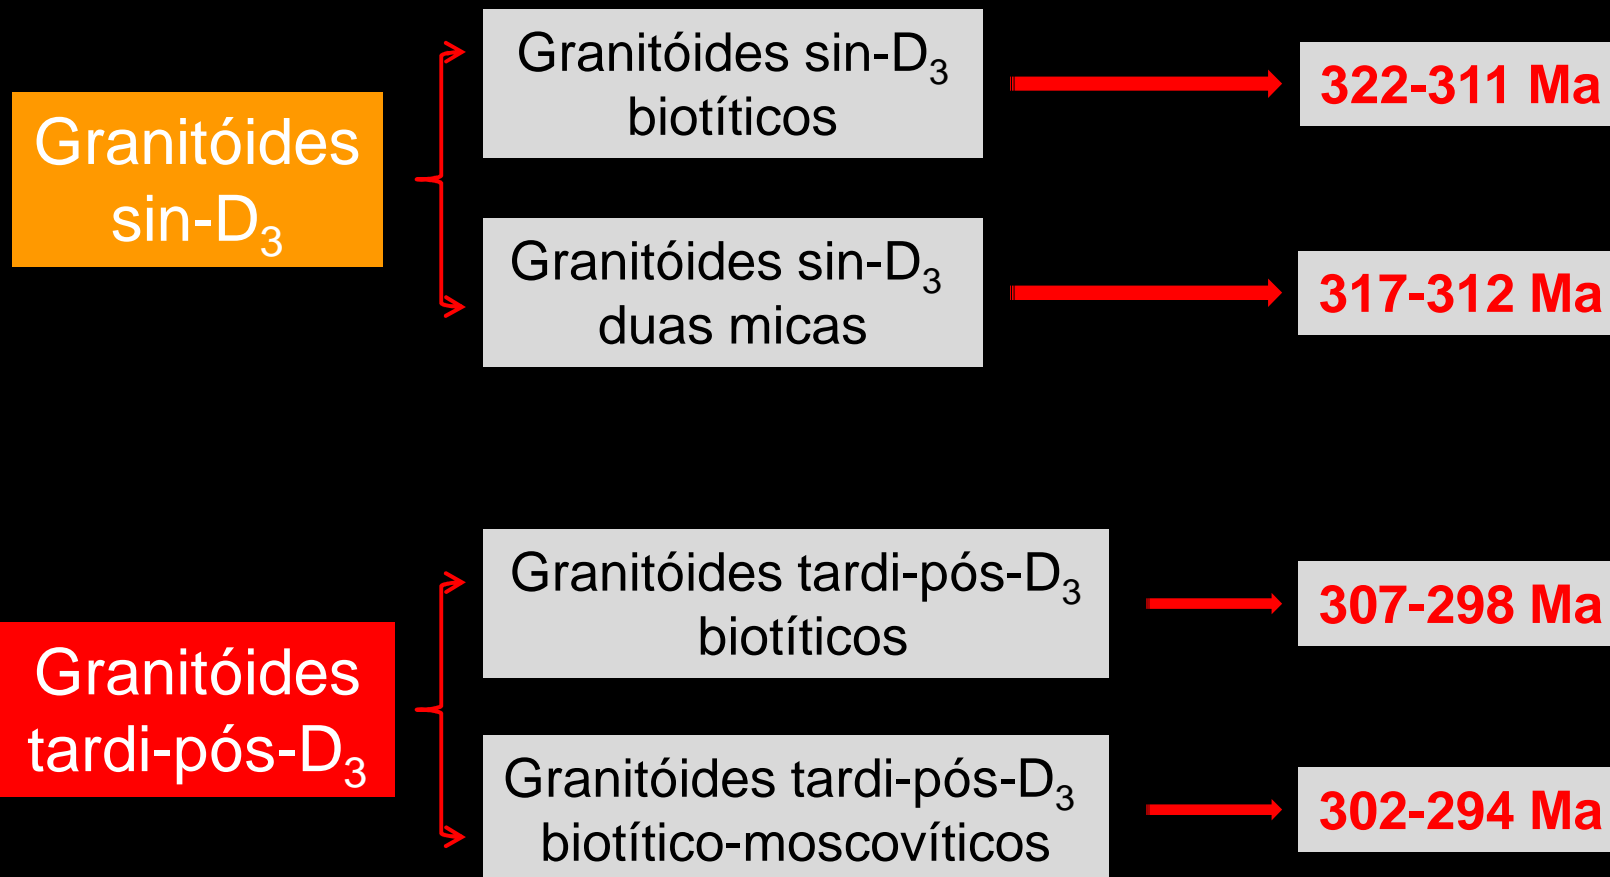 Granitóides
sin-D₃
Granitóides sin-D₃
biotíticos
322-311 Ma
Granitóides sin-D₃
duas micas
317-312 Ma
Granitóides
tardi-pós-D₃
Granitóides tardi-pós-D₃
biotíticos
307-298 Ma
Granitóides tardi-pós-D₃
biotítico-moscovíticos
302-294 Ma